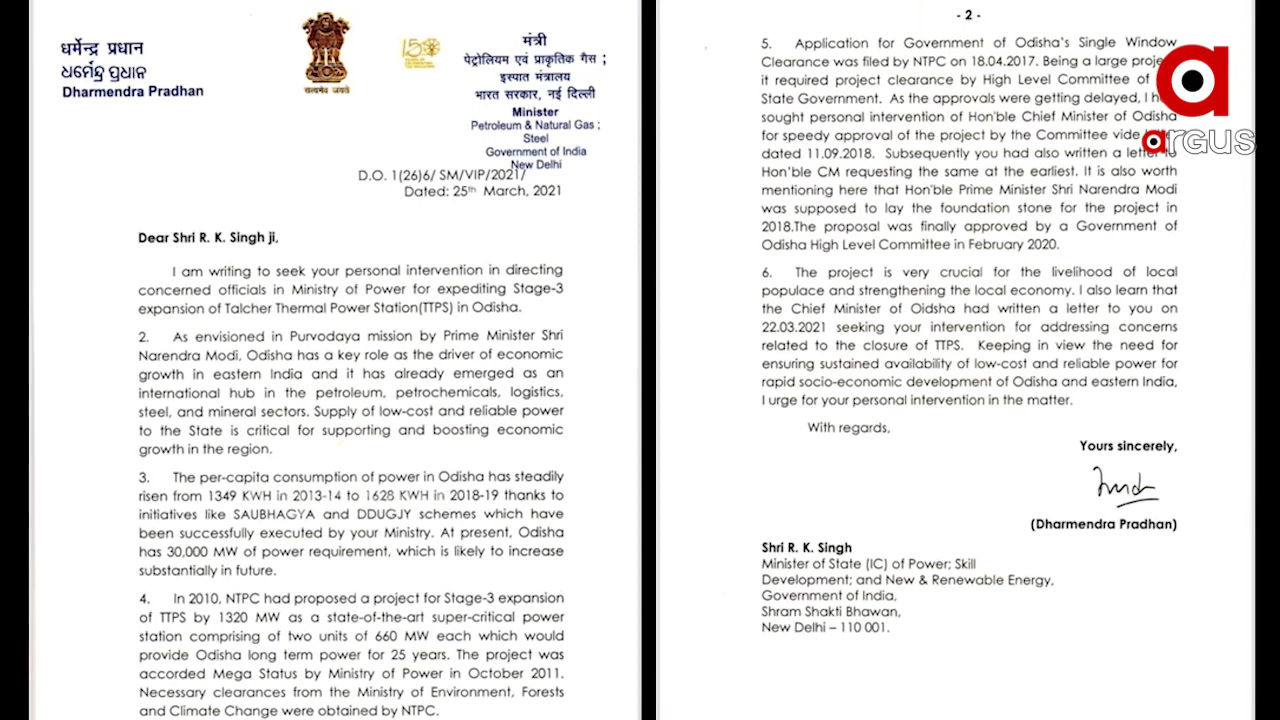 धर्मेन्द्र प्रधान
ଧର୍ମେନ୍ଦ୍ର ପ୍ରଧାନ
Dharmendra Pradhan
सत्यमेव जयते
150
मंत्री
पेट्रोलियम एवं प्राकृतिक गैस ;
इस्पात मंत्रालय
भारत सरकार, नई दिल्ली
Minister
Petroleum & Natural Gas ;
Steel
Government of India
New Delhi
D.O. 1(26)6/ SM/VIP/2021/
Dated: 25th March, 2021
Dear Shri R. K. Singh ji,
I am writing to seek your personal intervention in directing
concerned officials in Ministry of Power for expediting Stage-3
expansion of Talcher Thermal Power Station(TTPS) in Odisha.
2. As envisioned in Purvodaya mission by Prime Minister Shri
Narendra Modi, Odisha has a key role as the driver of economic
growth in eastern India and it has already emerged as an
international hub in the petroleum, petrochemicals, logistics,
steel, and mineral sectors. Supply of low-cost and reliable power
to the State is critical for supporting and boosting economic
growth in the region.
3. The per-capita consumption of power in Odisha has steadily
risen from 1349 KWH in 2013-14 to 1628 KWH in 2018-19 thanks to
initiatives like SAUBHAGYA and DDUGJY schemes which have
been successfully executed by your Ministry. At present, Odisha
has 30,000 MW of power requirement, which is likely to increase
substantially in future.
4. In 2010, NTPC had proposed a project for Stage-3 expansion
of TTPS by 1320 MW as a state-of-the-art super-critical power
station comprising of two units of 660 MW each which would
provide Odisha long term power for 25 years. The project was
accorded Mega Status by Ministry of Power in October 2011.
Necessary clearances from the Ministry of Environment, Forests
and Climate Change were obtained by NTPC.
- 2 -
5. Application for Government of Odisha's Single Window
Clearance was filed by NTPC on 18.04.2017. Being a large
it required project clearance by High Level Committee of
State Government. As the approvals were getting delayed, I
sought personal intervention of Hon'ble Chief Minister of Odisha
for speedy approval of the project by the Committee vide
dated 11.09.2018. Subsequently you had also written a letter to
Hon'ble CM requesting the same at the earliest. It is also worth
mentioning here that Hon'ble Prime Minister Shri Narendra Modi
was supposed to lay the foundation stone for the project in
2018.The proposal was finally approved by a Government of
Odisha High Level Committee in February 2020.
6. The project is very crucial for the livelihood of local
populace and strengthening the local economy. I also learn that
the Chief Minister of Oidsha had written a letter to you on
22.03.2021 seeking your intervention for addressing concerns
related to the closure of TTPS. Keeping in view the need for
ensuring sustained availability of low-cost and reliable power for
rapid socio-economic development of Odisha and eastern India,
I urge for your personal intervention in the matter.
With regards,
Yours sincerely,
(Dharmendra Pradhan)
Shri R. K. Singh
Minister of State (IC) of Power; Skill
Development; and New & Renewable Energy,
Government of India,
Shram Shakti Bhawan,
New Delhi – 110 001.
argus